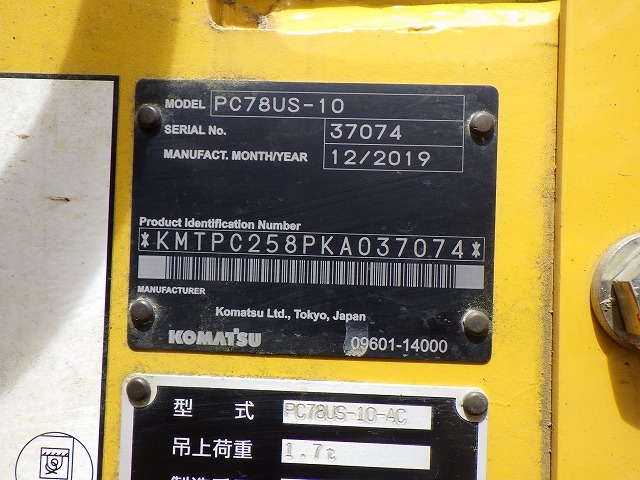 MODEL PC78US-10
SERIAL No. 37074
MANUFACT. MONTH/YEAR 12/2019
Product Identification Number
*KMTPC258PKA037074*
MANUFACTURER
Komatsu Ltd., Tokyo, Japan
KOMATSU 09601-14000
型式 PC78US-10-AC
吊上荷重 1.7t